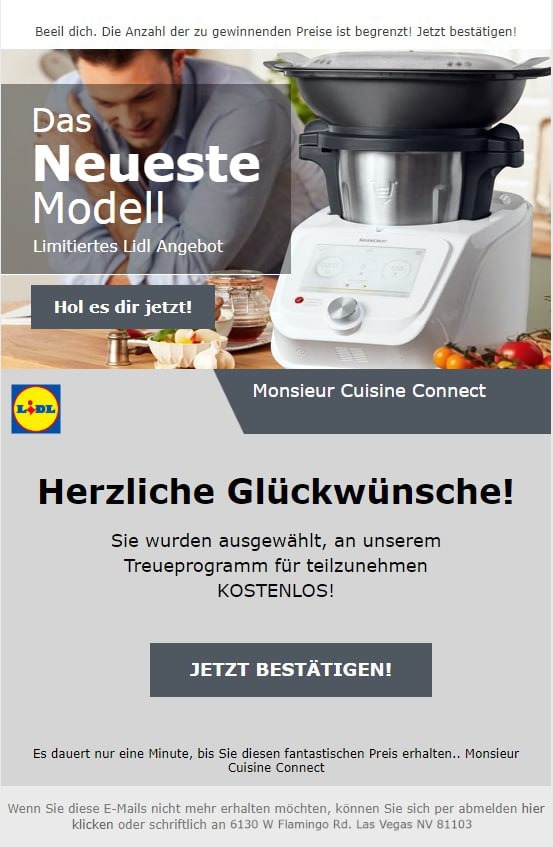 Beeil dich. Die Anzahl der zu gewinnenden Preise ist begrenzt! Jetzt bestätigen!
Das
Neueste
Modell
Limitiertes Lidl Angebot
Hol es dir jetzt!
LIDL
Monsieur Cuisine Connect
Herzliche Glückwünsche!
Sie wurden ausgewählt, an unserem
Treueprogramm für teilzunehmen
KOSTENLOS!
JETZT BESTÄTIGEN!
Es dauert nur eine Minute, bis Sie diesen fantastischen Preis erhalten.. Monsieur
Cuisine Connect
Wenn Sie diese E-Mails nicht mehr erhalten möchten, können Sie sich per abmelden hier
klicken oder schriftlich an 6130 W Flamingo Rd. Las Vegas NV 81103